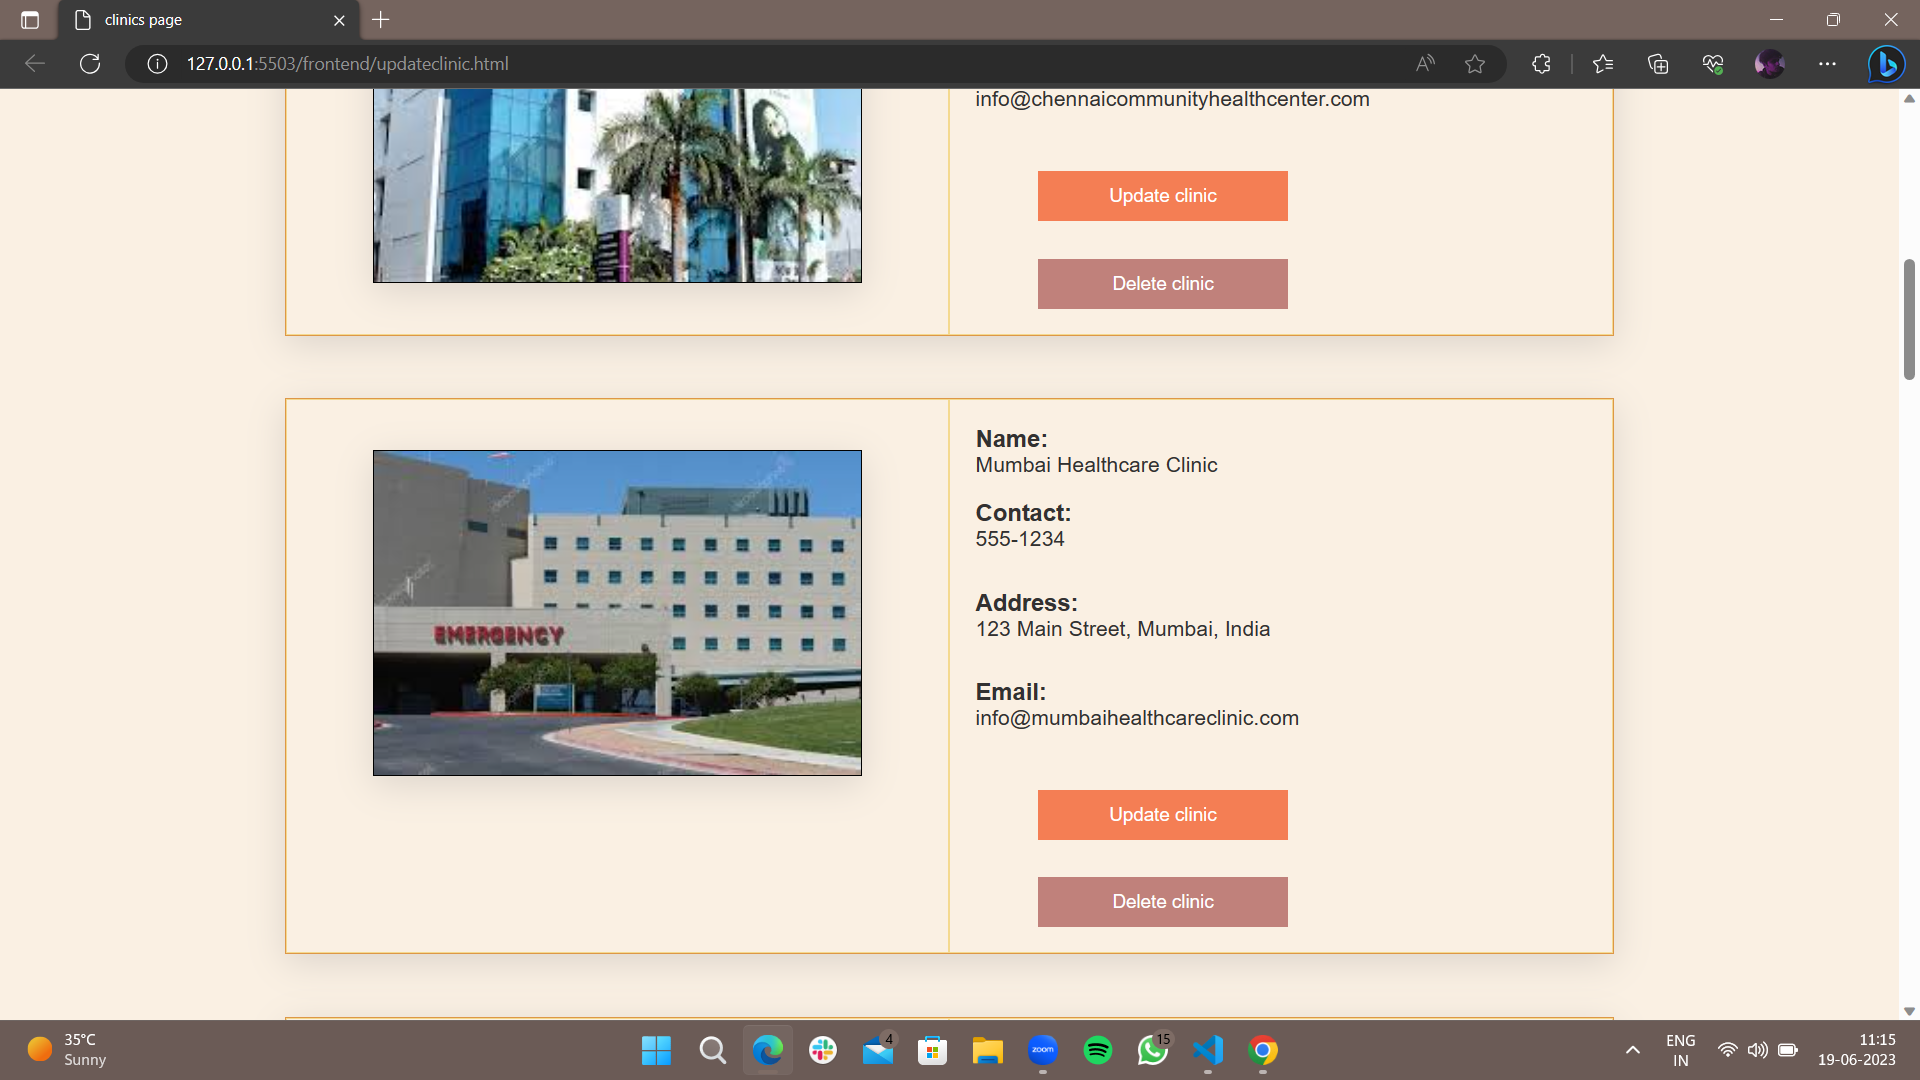 clinics page
127.0.0.1:5503/frontend/updateclinic.html
info@chennaicommunityhealthcenter.com
Update clinic
Delete clinic
Name:
Mumbai Healthcare Clinic
Contact:
555-1234
Address:
123 Main Street, Mumbai, India
Email:
info@mumbaihealthcareclinic.com
EMERGENCY
Update clinic
Delete clinic
35°C
Sunny
4
zoom
15
ENG
IN
11:15
19-06-2023